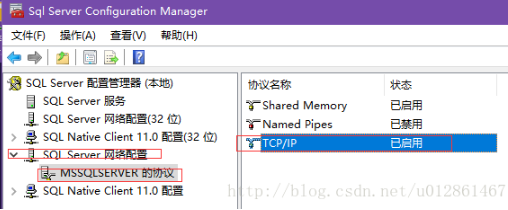 Sql Server Configuration Manager
文件(F) 操作(A) 查看(V) 帮助(H)
SQL Server 配置管理器 (本地)
SQL Server 服务
SQL Server 网络配置(32 位)
SQL Native Client 11.0 配置(32 位)
SQL Server 网络配置
MSSQLSERVER 的协议
SQL Native Client 11.0 配置
协议名称 状态
Shared Memory 已启用
Named Pipes 已禁用
TCP/IP 已启用
http://blog.csdn.net/u012861467